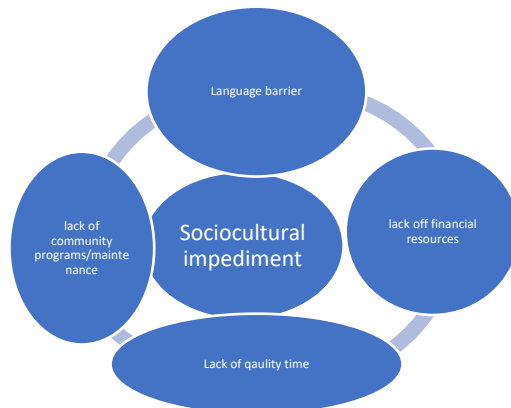 Language barrier
lack of
community
programs/mainte
nance
Sociocultural
impediment
lack off financial
resources
Lack of qaulity time